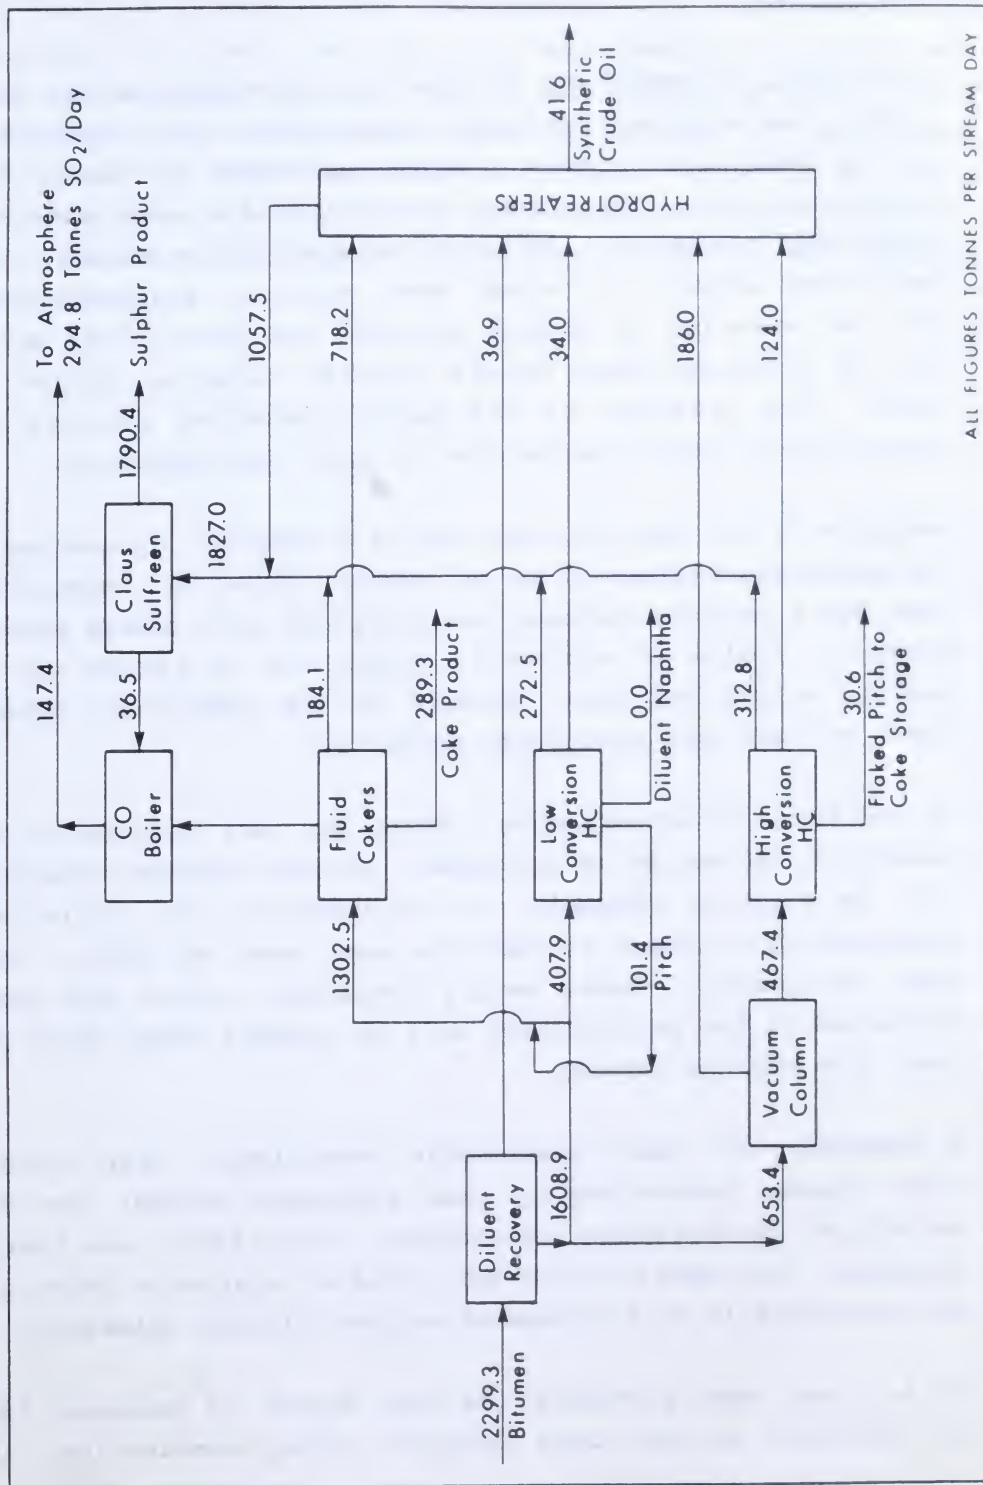 To Atmosphere
294.8 Tonnes SO2/Day
147.4
1790.4
Sulphur Product
CO
Boiler
36.5
Claus
Sulfreen
1827.0
1057.5
1302.5
Fluid
Cokers
184.1
718.2
289.3
Coke Product
36.9
41.6
Synthetic
Crude Oil
HYDROTREATERS
407.9
Low
Conversion
HC
272.5
34.0
101.4
Pitch
0.0
Diluent Naphtha
186.0
2299.3
Bitumen
Diluent
Recovery
1608.9
653.4
Vacuum
Column
467.4
High
Conversion
HC
312.8
124.0
30.6
Flaked Pitch to
Coke Storage
ALL FIGURES TONNES PER STREAM DAY